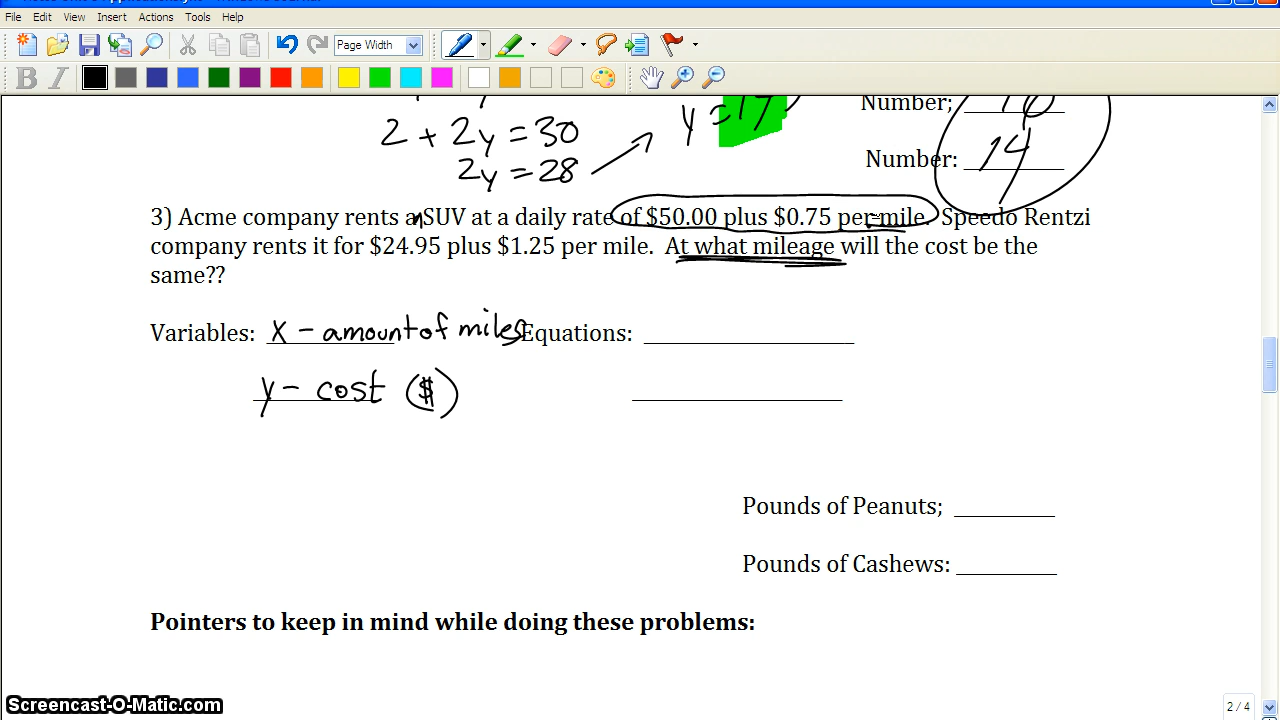 File Edit View Insert Actions Tools Help
Page Width
B I
2 + 2y = 30
2y = 28
y = 14
Number;
Number: 14
3) Acme company rents an SUV at a daily rate of $50.00 plus $0.75 per mile. Speedo Rentzi
company rents it for $24.95 plus $1.25 per mile. At what mileage will the cost be the
same??
Variables: x - amount of miles Equations:
y - cost ($)
Pounds of Peanuts;
Pounds of Cashews:
Pointers to keep in mind while doing these problems:
Screencast-O-Matic.com
2 / 4